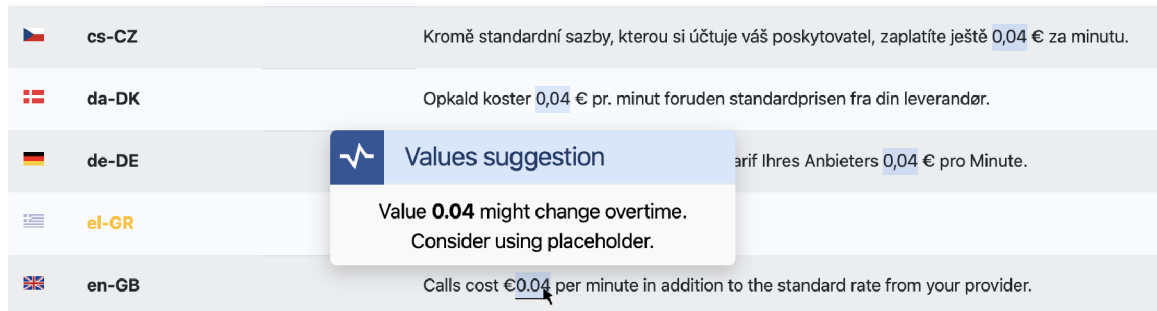 cs-CZ Kromě standardní sazby, kterou si účtuje váš poskytovatel, zaplatíte ještě 0,04 € za minutu.
da-DK Opkald koster 0,04 € pr. minut foruden standardprisen fra din leverandør.
de-DE arif Ihres Anbieters 0,04 € pro Minute.
Values suggestion
Value 0.04 might change overtime.
Consider using placeholder.
el-GR
en-GB Calls cost €0.04 per minute in addition to the standard rate from your provider.